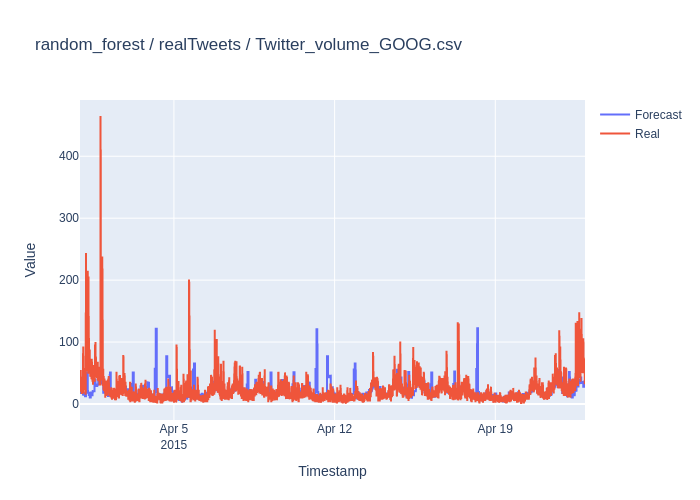 random_forest / realTweets / Twitter_volume_GOOG.csv
Forecast
Real
Value
400
300
200
100
0
Apr 5
2015
Apr 12
Apr 19
Timestamp